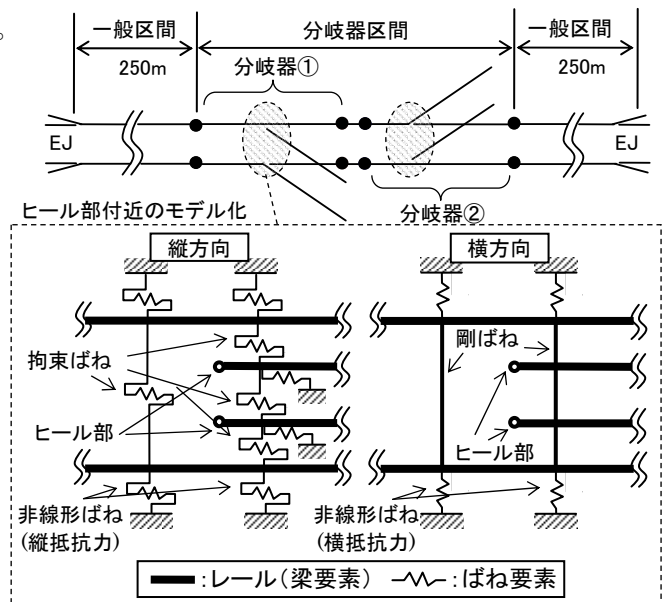 。
一般区間 分岐器区間 一般区間
250m 分岐器① 250m
EJ EJ
分岐器②
ヒール部付近のモデル化
縦方向 横方向
剛ばね
拘束ばね
ヒール部
ヒール部
非線形ばね 非線形ばね
(縦抵抗力) (横抵抗力)
:レール(梁要素) :ばね要素